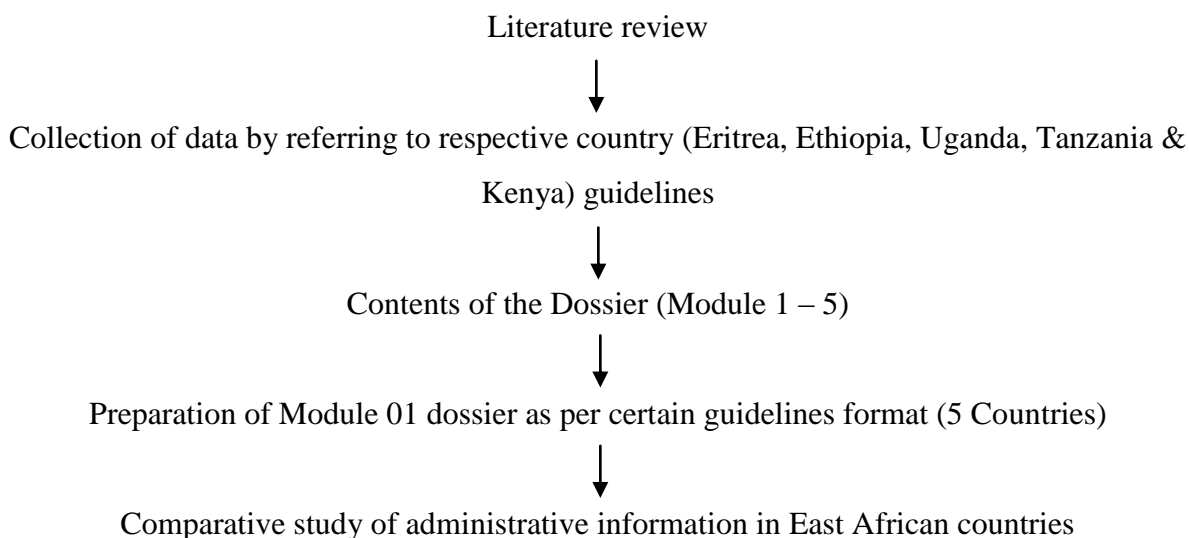 Literature review
Collection of data by referring to respective country (Eritrea, Ethiopia, Uganda, Tanzania &
Kenya) guidelines
Contents of the Dossier (Module 1 – 5)
Preparation of Module 01 dossier as per certain guidelines format (5 Countries)
Comparative study of administrative information in East African countries